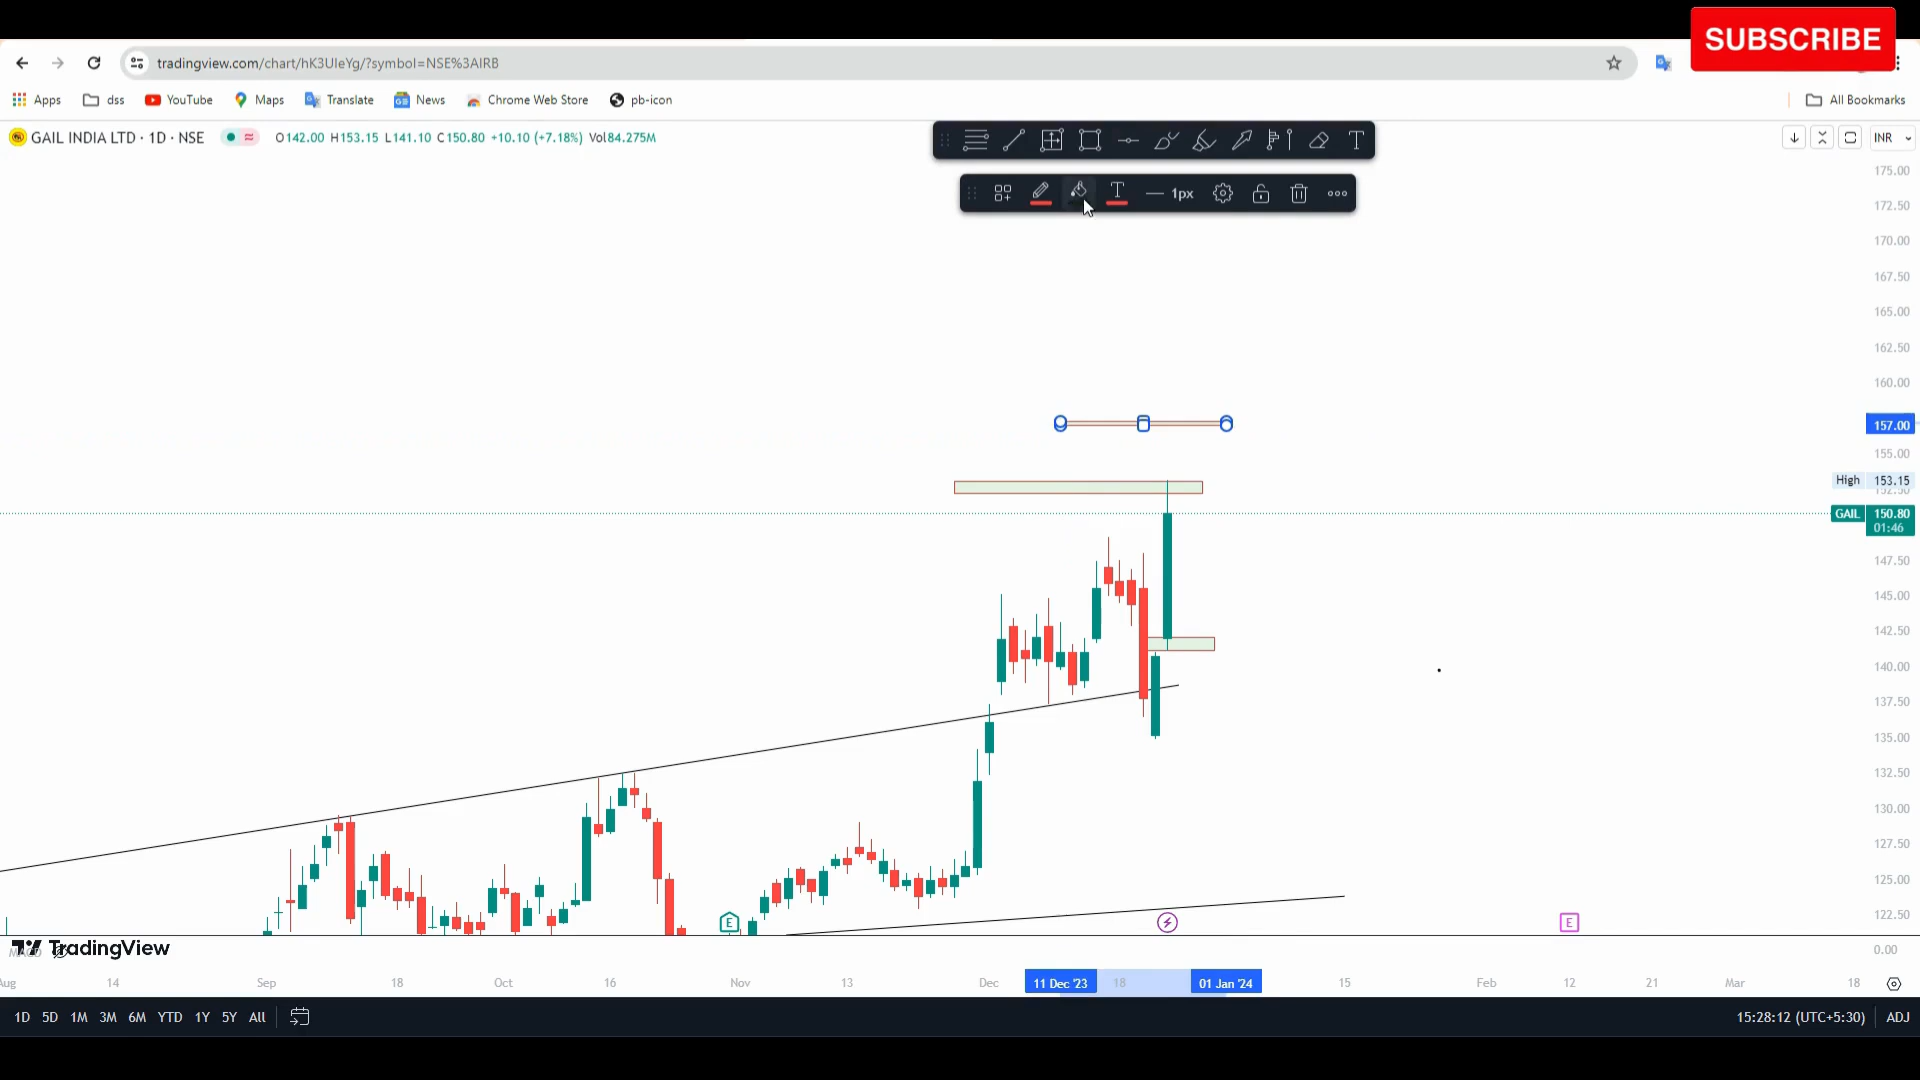 SUBSCRIBE
tradingview.com/chart/hK3UleYg/?symbol=NSE%3AIRB
Apps dss YouTube Maps Translate News Chrome Web Store pb-icon All Bookmarks
GAIL INDIA LTD · 1D · NSE O142.00 H153.15 L141.10 C150.80 +10.10 (+7.18%) Vol84.275M
INR
T
175.00
T 1px
172.50
170.00
167.50
165.00
162.50
160.00
157.00
155.00
High 153.15
152.50
GAIL 150.80
01:46
147.50
145.00
142.50
140.00
137.50
135.00
132.50
130.00
127.50
125.00
122.50
E E
TradingView
MACD
0.00
Aug 14 Sep 18 Oct 16 Nov 13 Dec 11 Dec '23 18 01 Jan '24 15 Feb 12 21 Mar 18
1D 5D 1M 3M 6M YTD 1Y 5Y All 15:28:12 (UTC+5:30) ADJ